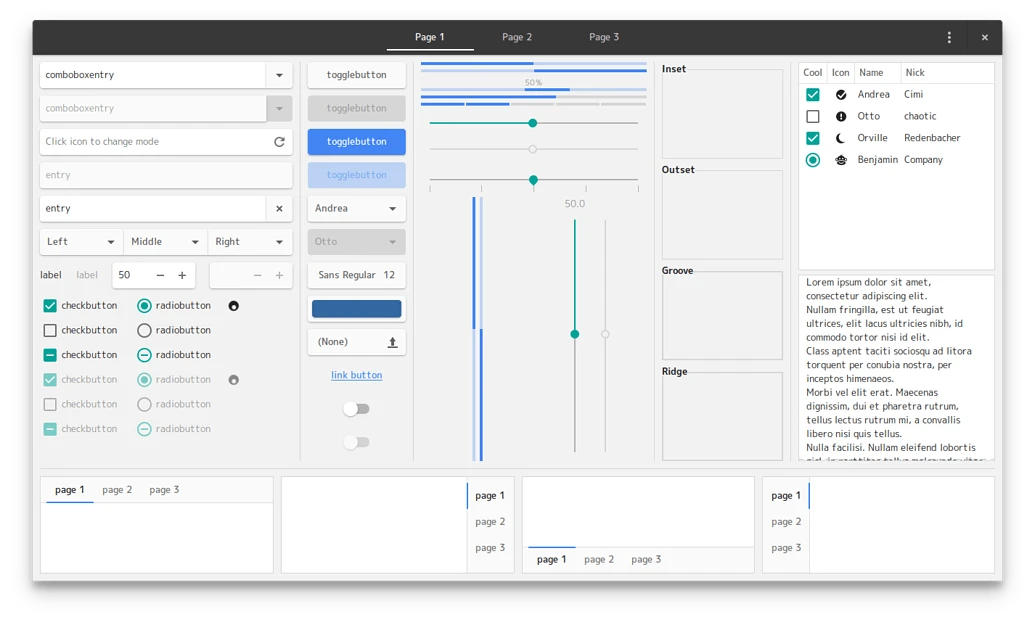 Page 1 Page 2 Page 3
comboboxentry
comboboxentry
Click icon to change mode
entry
entry
Left Middle Right
label label 50
checkbutton radiobutton
checkbutton radiobutton
checkbutton radiobutton
checkbutton radiobutton
checkbutton radiobutton
checkbutton radiobutton
togglebutton
togglebutton
togglebutton
togglebutton
Andrea
Otto
Sans Regular 12
(None)
link button
50%
50.0
Inset
Outset
Groove
Ridge
Cool Icon Name Nick
Andrea Cimi
Otto chaotic
Orville Redenbacher
Benjamin Company
Lorem ipsum dolor sit amet,
consectetur adipiscing elit.
Nullam fringilla, est ut feugiat
ultrices, elit lacus ultricies nibh, id
commodo tortor nisi id elit.
Class aptent taciti sociosqu ad litora
torquent per conubia nostra, per
inceptos himenaeos.
Morbi vel elit erat. Maecenas
dignissim, dui et pharetra rutrum,
tellus lectus rutrum mi, a convallis
libero nisi quis tellus.
Nulla facilisi. Nullam eleifend lobortis
page 1 page 2 page 3
page 1
page 2
page 3
page 1 page 2 page 3
page 1
page 2
page 3